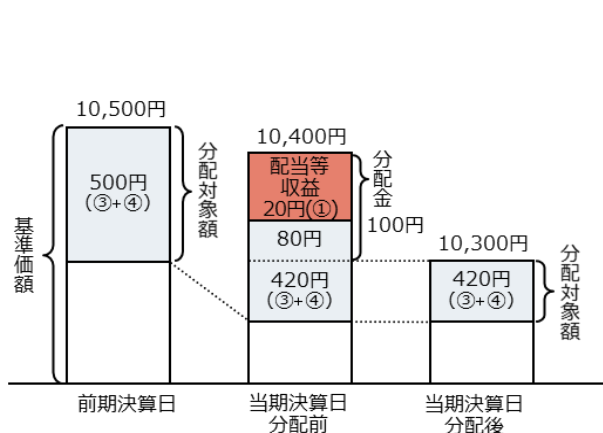 10,500円
500円
(③+④)
分配対象額
基準価額
前期決算日
10,400円
配当等
収益
20円(①)
80円
420円
(③+④)
分配金
100円
当期決算日
分配前
10,300円
420円
(③+④)
分配対象額
当期決算日
分配後